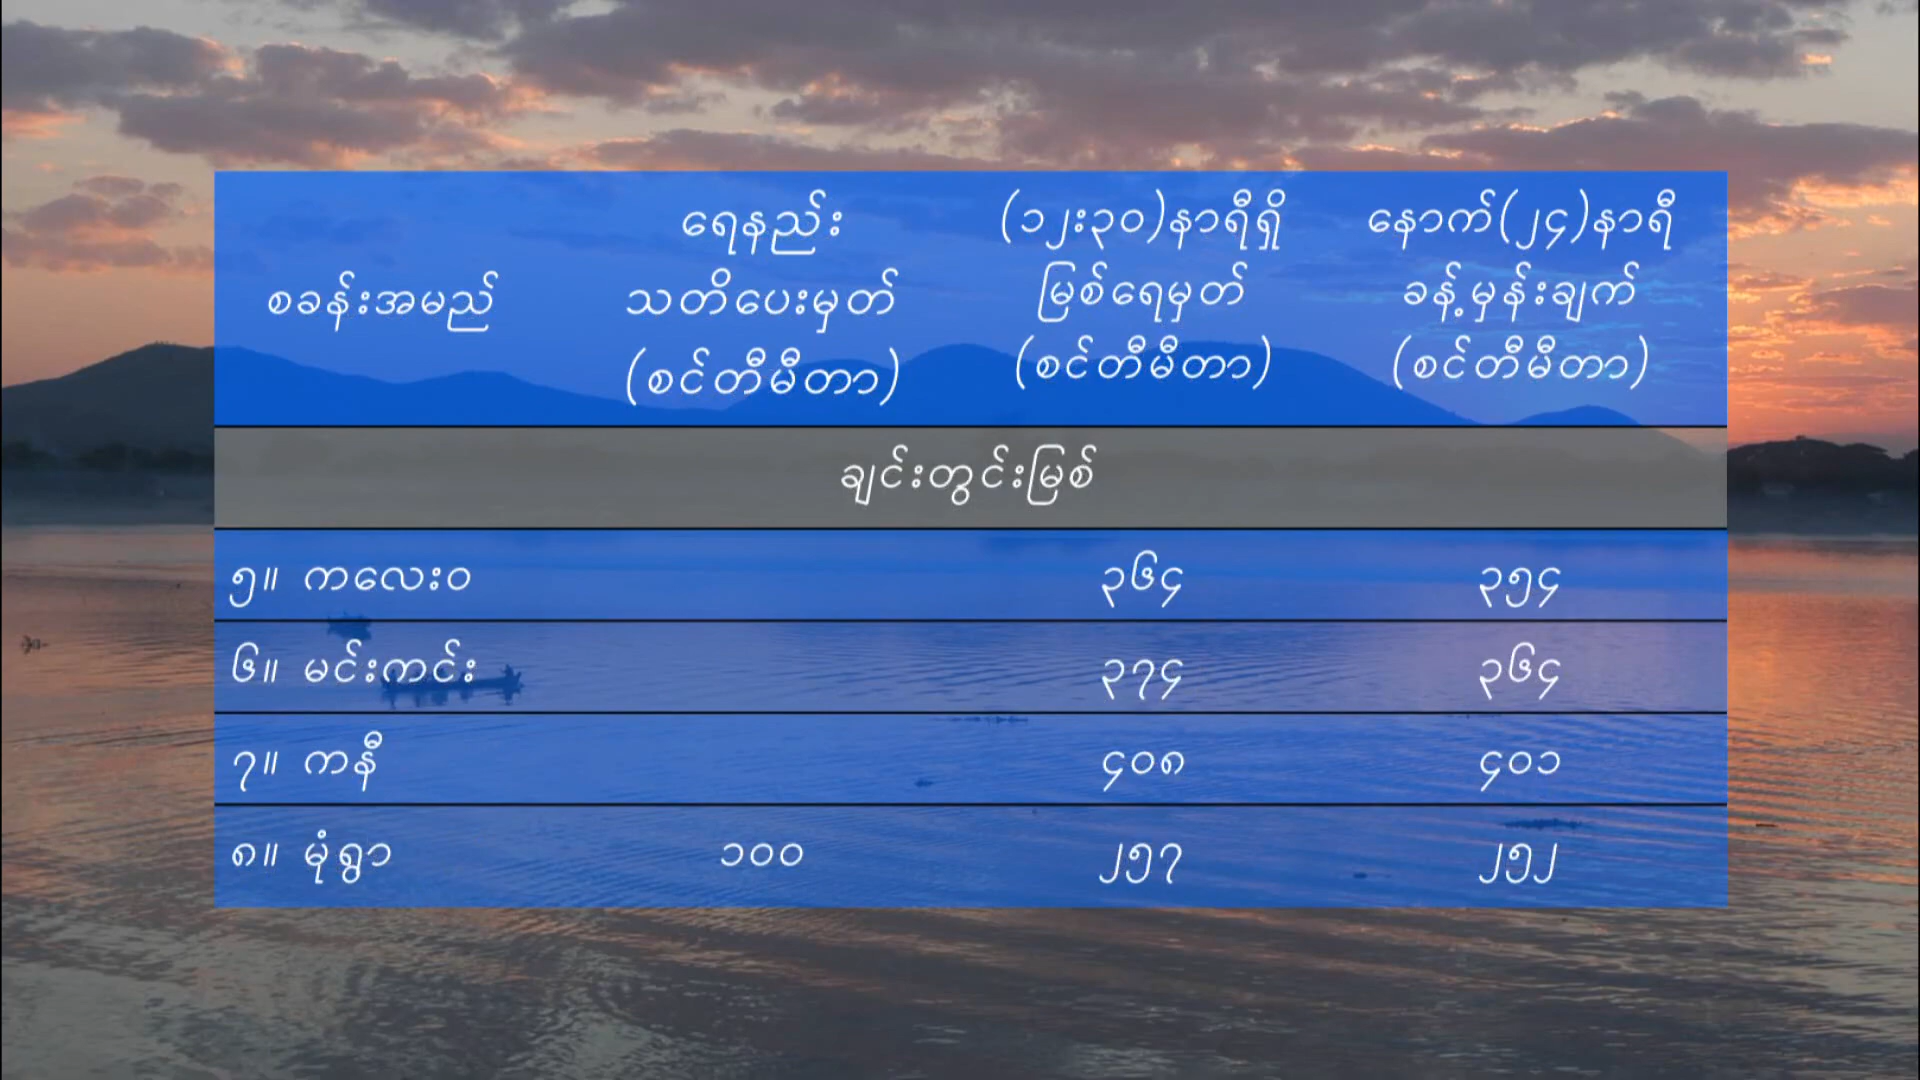 စခန်းအမည်
ရေနည်း
သတိပေးမှတ်
(စင်တီမီတာ)
(၁၂း၃၀)နာရီရှိ
မြစ်ရေမှတ်
(စင်တီမီတာ)
နောက်(၂၄)နာရီ
ခန့်မှန်းချက်
(စင်တီမီတာ)
ချင်းတွင်းမြစ်
၅။ ကလေးဝ ၃၆၄ ၃၅၄
၆။ မင်းကင်း ၃၇၄ ၃၆၄
၇။ ကနီ ၄၀၈ ၄၀၁
၈။ မုံရွာ ၁၀၀ ၂၅၇ ၂၅၂